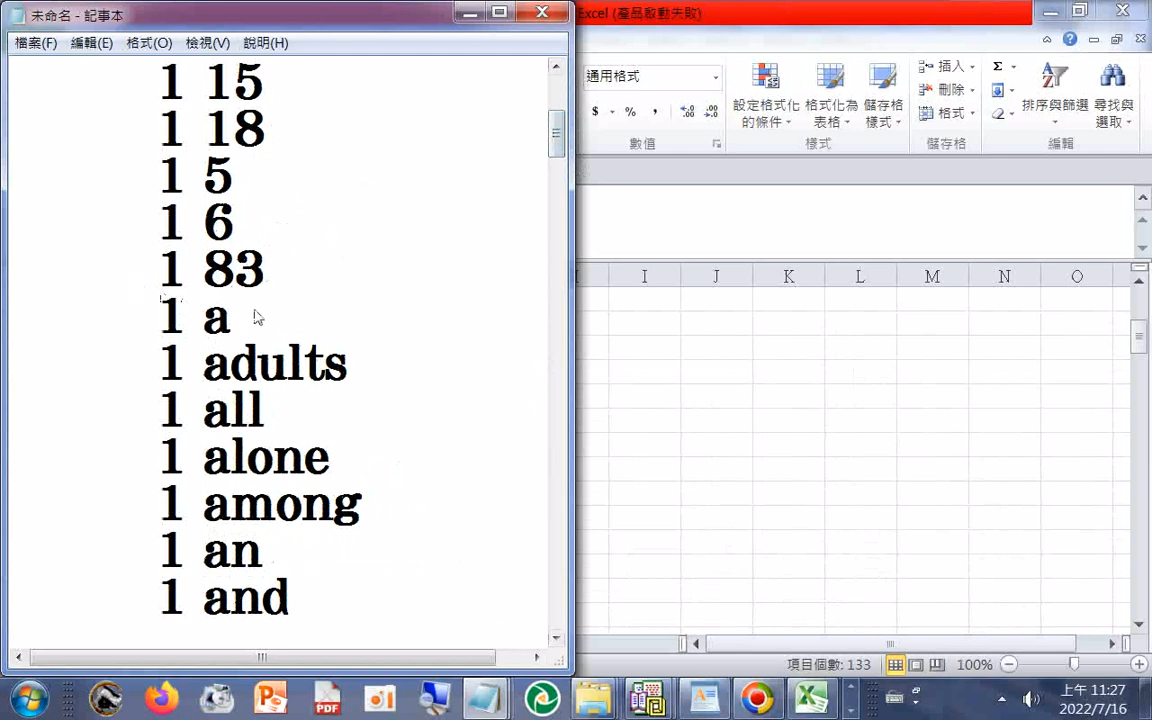 未命名 - 記事本
檔案(F) 編輯(E) 格式(O) 檢視(V) 說明(H)
1 15
1 18
1 5
1 6
1 83
1 a
1 adults
1 all
1 alone
1 among
1 an
1 and
Excel (產品啟動失敗)
通用格式
$ % ,
數值
設定格式化的條件
格式化為表格
儲存格樣式
樣式
插入
刪除
格式
儲存格
Σ
排序與篩選
尋找與選取
編輯
I J K L M N O
項目個數: 133 100%
上午 11:27
2022/7/16